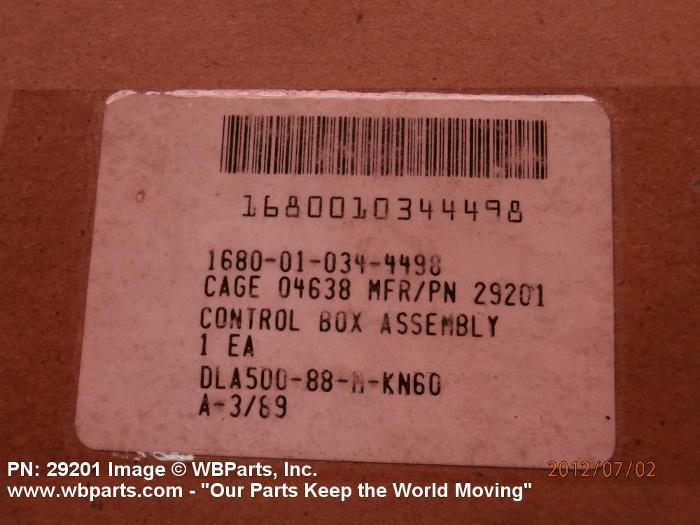 1680010344498
1680-01-034-4498
CAGE 04638 MFR/PN 29201
CONTROL BOX ASSEMBLY
1 EA
DLA500-88-M-KN60
A-3/89
2012/07/02
PN: 29201 Image © WBParts, Inc.
www.wbparts.com - "Our Parts Keep the World Moving"